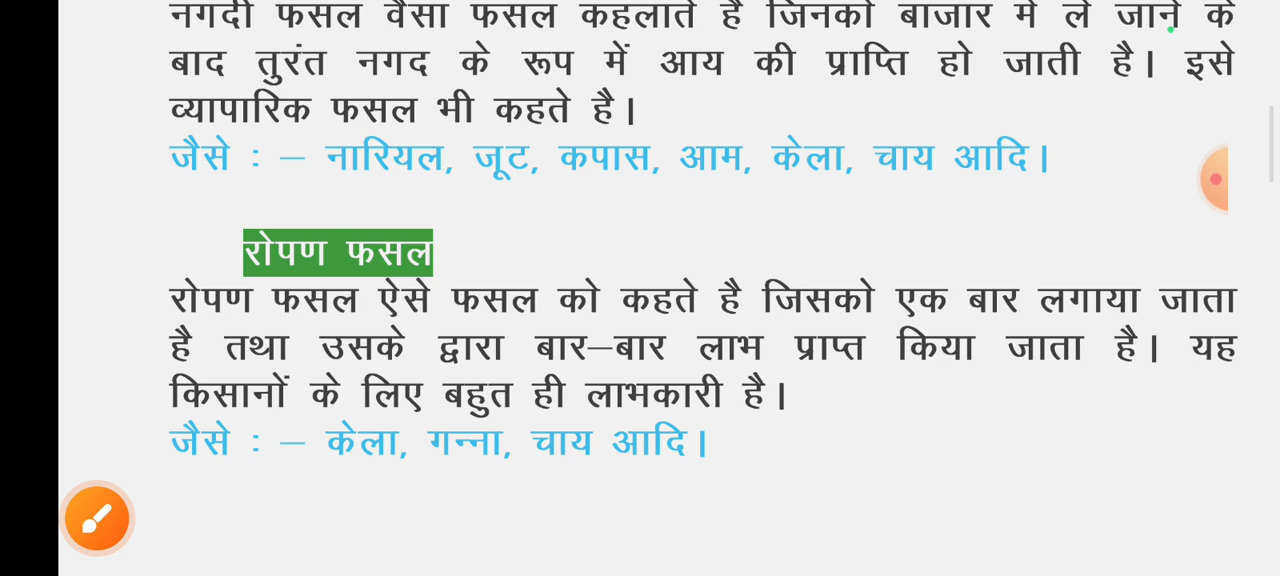 नगदी फसल वैसा फसल कहलाते है जिनको बाजार में ले जाने के
बाद तुरंत नगद के रूप में आय की प्राप्ति हो जाती है। इसे
व्यापारिक फसल भी कहते है।
जैसे : – नारियल, जूट, कपास, आम, केला, चाय आदि।
रोपण फसल
रोपण फसल ऐसे फसल को कहते है जिसको एक बार लगाया जाता
है तथा उसके द्वारा बार–बार लाभ प्राप्त किया जाता है। यह
किसानों के लिए बहुत ही लाभकारी है।
जैसे : – केला, गन्ना, चाय आदि।